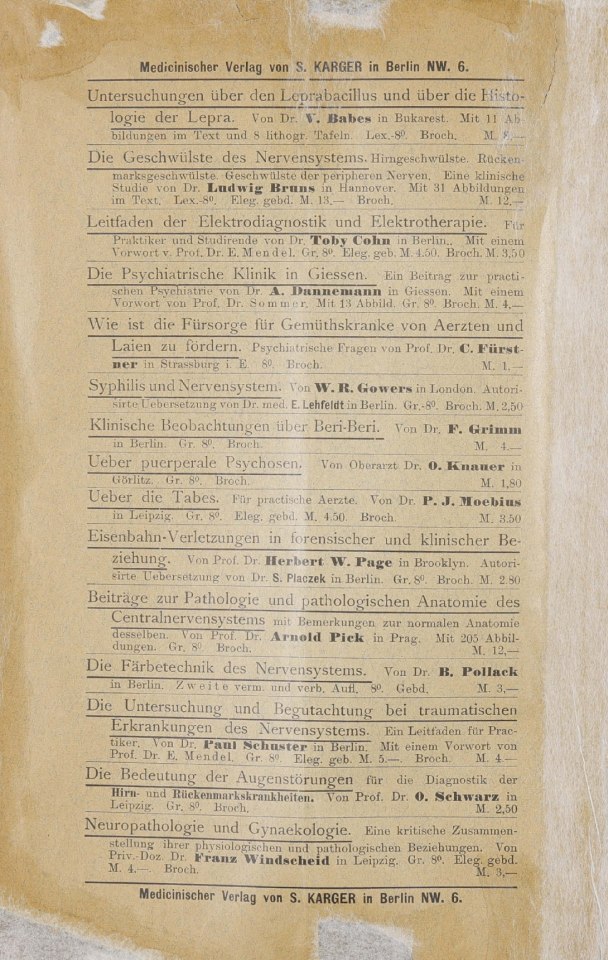 Medicinischer Verlag von S. KARGER in Berlin NW. 6.
Untersuchungen über den Leprabacillus und über die Histo-
logie der Lepra. Von Dr. V. Babes in Bukarest. Mit 11 Ab-
bildungen im Text und 8 lithogr. Tafeln. Lex.-8⁰. Broch. M. 8,—
Die Geschwülste des Nervensystems. Hirngeschwülste. Rücken-
marksgeschwülste. Geschwülste der peripheren Nerven. Eine klinische
Studie von Dr. Ludwig Bruns in Hannover. Mit 31 Abbildungen
im Text. Lex.-8⁰. Eleg. gebd. M. 13.— Broch. M. 12,—
Leitfaden der Elektrodiagnostik und Elektrotherapie. Für
Praktiker und Studirende von Dr. Toby Cohn in Berlin.. Mit einem
Vorwort v. Prof. Dr. E. Mendel. Gr. 8⁰. Eleg. geb. M. 4.50. Broch. M. 3,50
Die Psychiatrische Klinik in Giessen. Ein Beitrag zur practi-
schen Psychiatrie von Dr. A. Dannemann in Giessen. Mit einem
Vorwort von Prof. Dr. Sommer. Mit 13 Abbild. Gr. 8⁰. Broch. M. 4,—
Wie ist die Fürsorge für Gemüthskranke von Aerzten und
Laien zu fördern. Psychiatrische Fragen von Prof. Dr. C. Fürst-
ner in Strassburg i. E. 8⁰. Broch. M. 1.—
Syphilis und Nervensystem. Von W. R. Gowers in London. Autori-
sirte Uebersetzung von Dr. med. E. Lehfeldt in Berlin. Gr.-8⁰. Broch. M. 2,50
Klinische Beobachtungen über Beri-Beri. Von Dr. F. Grimm
in Berlin. Gr. 8⁰. Broch. M. 4.—
Ueber puerperale Psychosen. Von Oberarzt Dr. O. Knauer in
Görlitz. Gr. 8⁰. Broch. M. 1,80
Ueber die Tabes. Für practische Aerzte. Von Dr. P. J. Moebius
in Leipzig. Gr. 8⁰. Eleg. gebd. M. 4.50. Broch. M. 3.50
Eisenbahn-Verletzungen in forensischer und klinischer Be-
ziehung. Von Prof. Dr. Herbert W. Page in Brooklyn. Autori-
sirte Uebersetzung von Dr. S. Placzek in Berlin. Gr. 8⁰. Broch. M. 2.80
Beiträge zur Pathologie und pathologischen Anatomie des
Centralnervensystems mit Bemerkungen zur normalen Anatomie
desselben. Von Prof. Dr. Arnold Pick in Prag. Mit 205 Abbil-
dungen. Gr. 8⁰. Broch. M. 12,—
Die Färbetechnik des Nervensystems. Von Dr. B. Pollack
in Berlin. Zweite verm. und verb. Aufl. 8⁰. Gebd. M. 3,—
Die Untersuchung und Begutachtung bei traumatischen
Erkrankungen des Nervensystems. Ein Leitfaden für Prac-
tiker. Von Dr. Paul Schuster in Berlin. Mit einem Vorwort von
Prof. Dr. E. Mendel. Gr. 8⁰. Eleg. geb. M. 5.—. Broch. M. 4.—
Die Bedeutung der Augenstörungen für die Diagnostik der
Hirn- und Rückenmarkskrankheiten. Von Prof. Dr. O. Schwarz in
Leipzig. Gr. 8⁰. Broch. M. 2,50
Neuropathologie und Gynaekologie. Eine kritische Zusammen-
stellung ihrer physiologischen und pathologischen Beziehungen. Von
Priv.-Doz. Dr. Franz Windscheid in Leipzig. Gr. 8⁰. Eleg. gebd.
M. 4.—. Broch. M. 3,—
Medicinischer Verlag von S. KARGER in Berlin NW. 6.